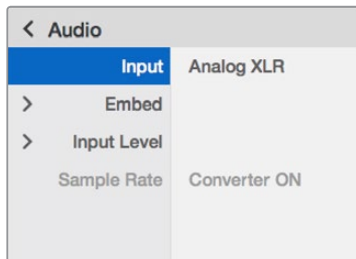 Audio
Input Analog XLR
Embed
Input Level
Sample Rate Converter ON